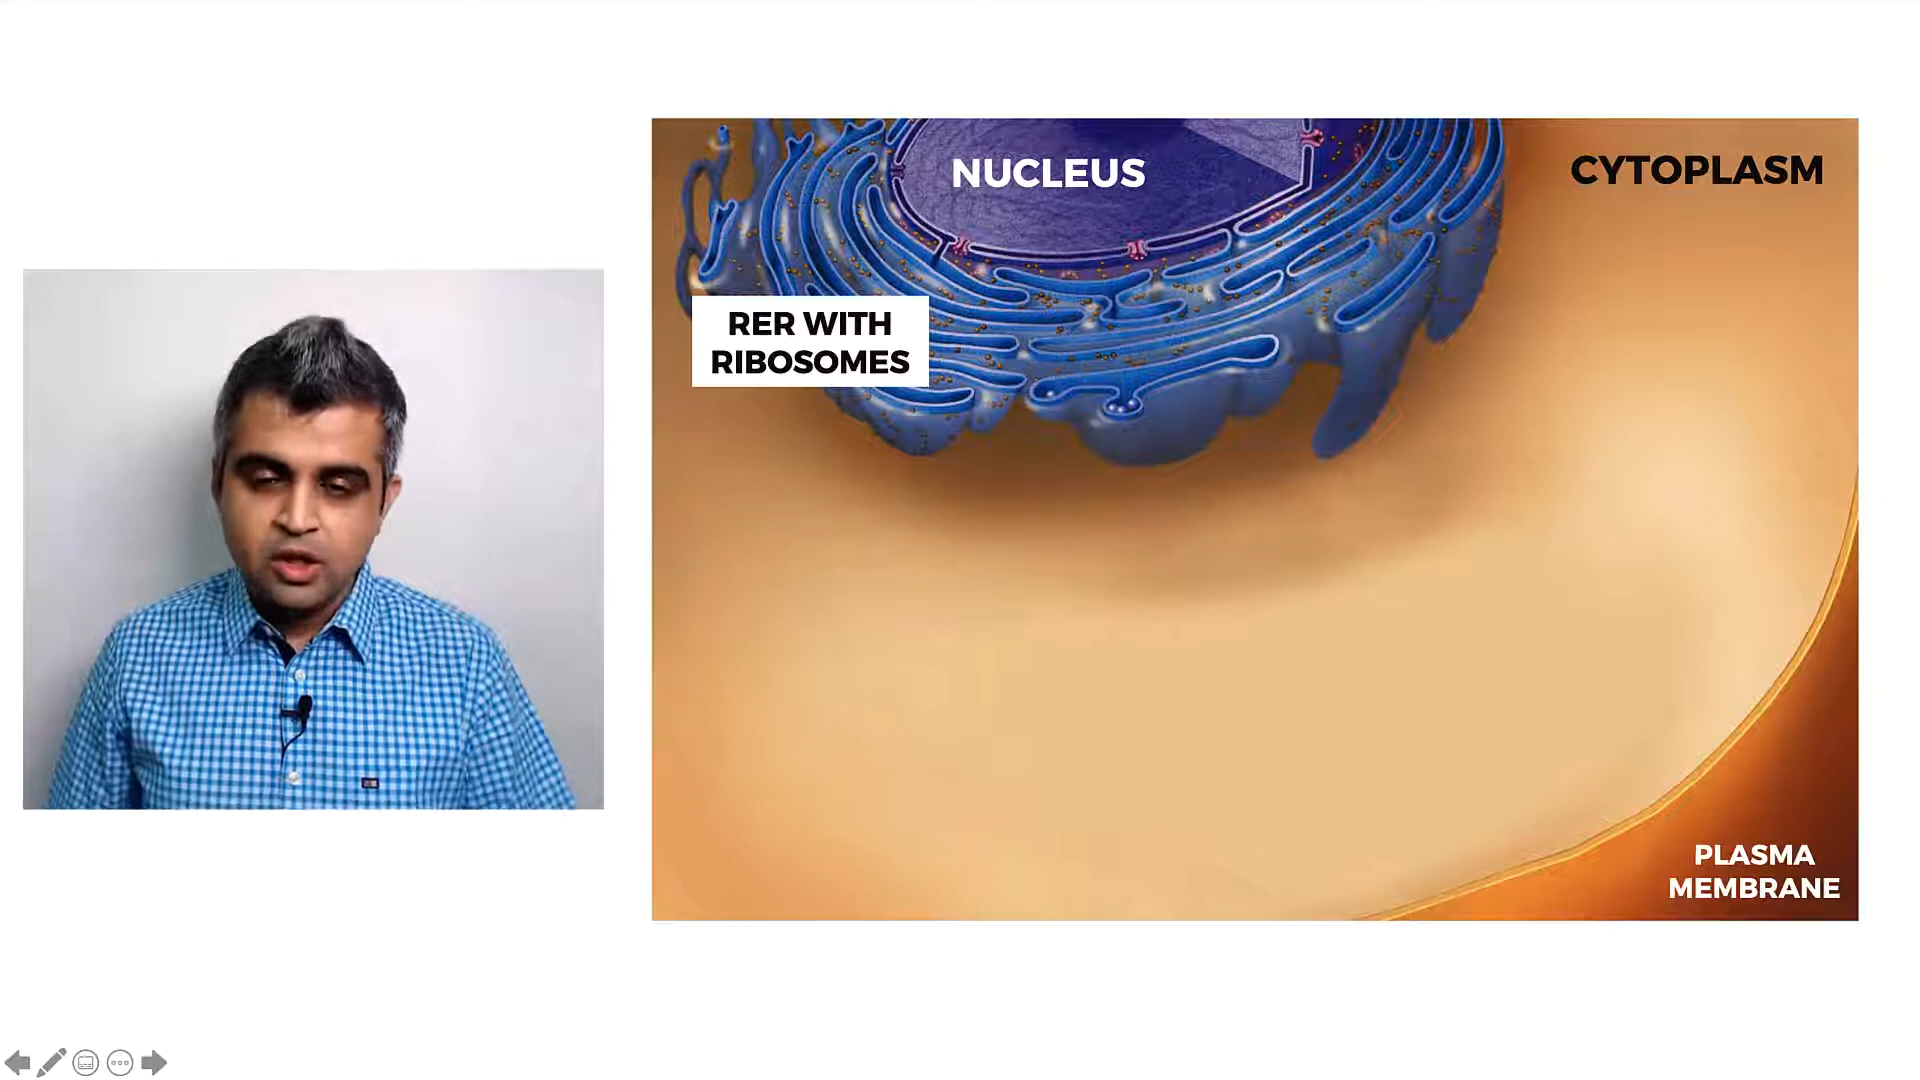 NUCLEUS
CYTOPLASM
RER WITH
RIBOSOMES
PLASMA
MEMBRANE